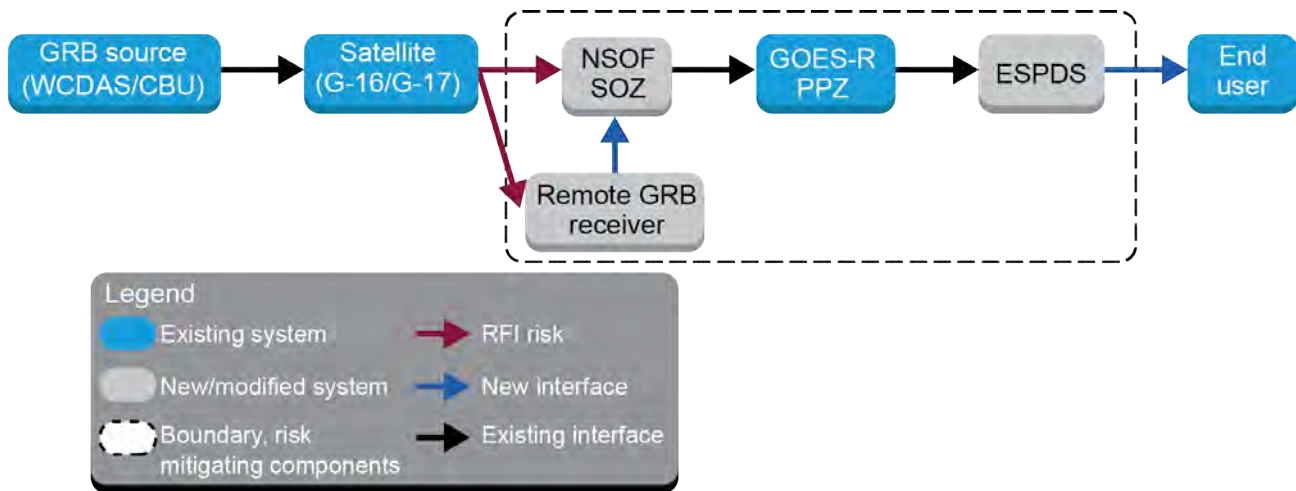 GRB source
(WCDAS/CBU)
Satellite
(G-16/G-17)
NSOF
SOZ
GOES-R
PPZ
ESPDS
End
user
Remote GRB
receiver
Legend
Existing system
RFI risk
New/modified system
New interface
Boundary, risk
mitigating components
Existing interface